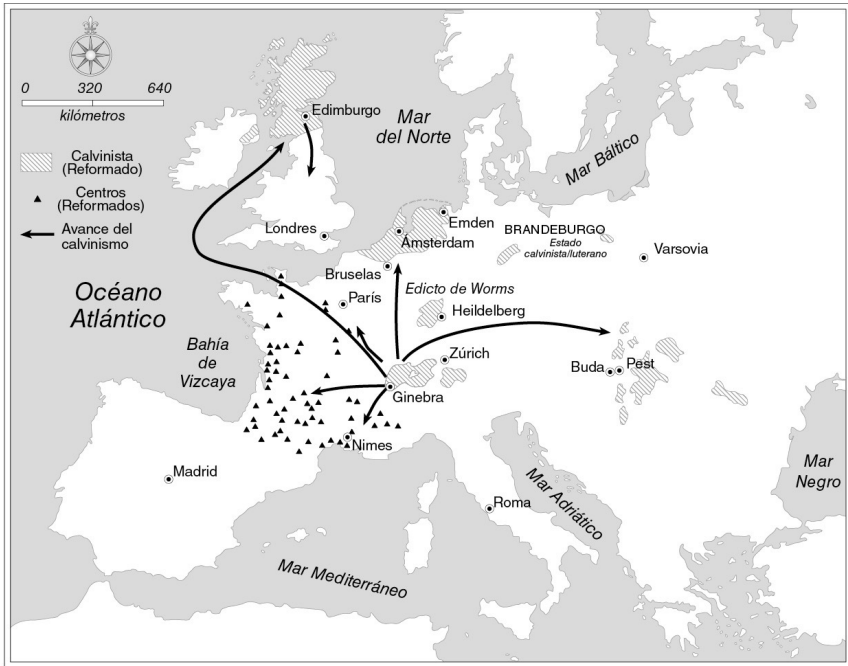 0 320 640
kilómetros
Calvinista
(Reformado)
Centros
(Reformados)
Avance del
calvinismo
Edimburgo
Mar
del Norte
Mar Báltico
Londres
Emden
Ámsterdam
BRANDEBURGO
Estado
calvinista/luterano
Varsovia
Bruselas
Edicto de Worms
Océano
Atlántico
París
Heildelberg
Bahía
de
Vizcaya
Zúrich
Buda
Pest
Ginebra
Nimes
Madrid
Roma
Mar Adriático
Mar
Negro
Mar Mediterráneo